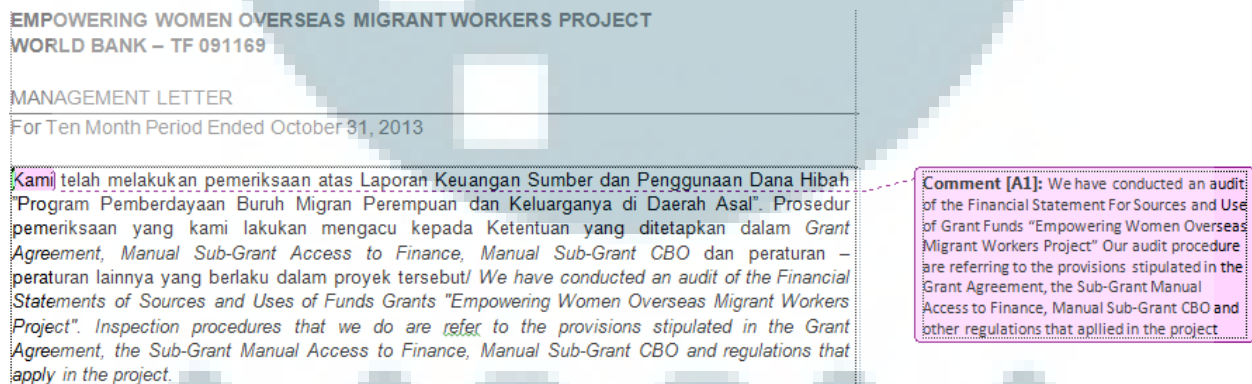 EMPOWERING WOMEN OVERSEAS MIGRANT WORKERS PROJECT
WORLD BANK – TF 091169
MANAGEMENT LETTER
For Ten Month Period Ended October 31, 2013
Kami telah melakukan pemeriksaan atas Laporan Keuangan Sumber dan Penggunaan Dana Hibah
"Program Pemberdayaan Buruh Migran Perempuan dan Keluarganya di Daerah Asal". Prosedur
pemeriksaan yang kami lakukan mengacu kepada Ketentuan yang ditetapkan dalam Grant
Agreement, Manual Sub-Grant Access to Finance, Manual Sub-Grant CBO dan peraturan –
peraturan lainnya yang berlaku dalam proyek tersebut/ We have conducted an audit of the Financial
Statements of Sources and Uses of Funds Grants "Empowering Women Overseas Migrant Workers
Project". Inspection procedures that we do are refer to the provisions stipulated in the Grant
Agreement, the Sub-Grant Manual Access to Finance, Manual Sub-Grant CBO and regulations that
apply in the project.
Comment [A1]: We have conducted an audit
of the Financial Statement For Sources and Use
of Grant Funds “Empowering Women Overseas
Migrant Workers Project” Our audit procedure
are referring to the provisions stipulated in the
Grant Agreement, the Sub-Grant Manual
Access to Finance, Manual Sub-Grant CBO and
other regulations that apllied in the project